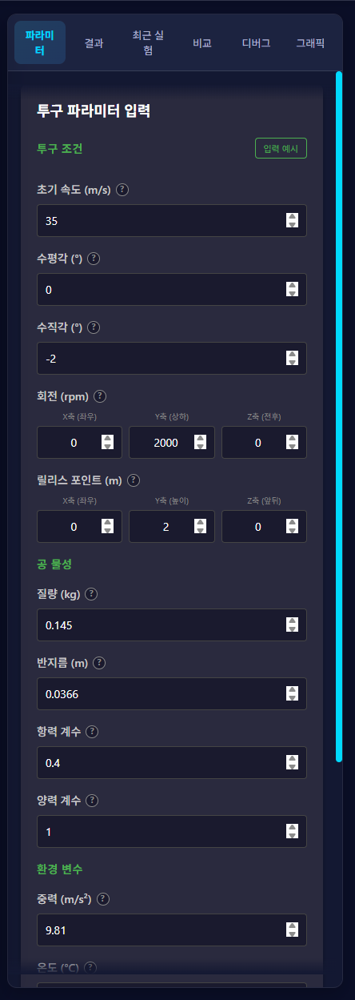 파라미터
결과
최근 실험
비교
디버그
그래픽
투구 파라미터 입력
투구 조건
입력 예시
초기 속도 (m/s) ?
35
수평각 (°) ?
0
수직각 (°) ?
-2
회전 (rpm) ?
X축 (좌우) Y축 (상하) Z축 (전후)
0 2000 0
릴리스 포인트 (m) ?
X축 (좌우) Y축 (높이) Z축 (앞뒤)
0 2 0
공 물성
질량 (kg) ?
0.145
반지름 (m) ?
0.0366
항력 계수 ?
0.4
양력 계수 ?
1
환경 변수
중력 (m/s²) ?
9.81
온도 (°C) ?